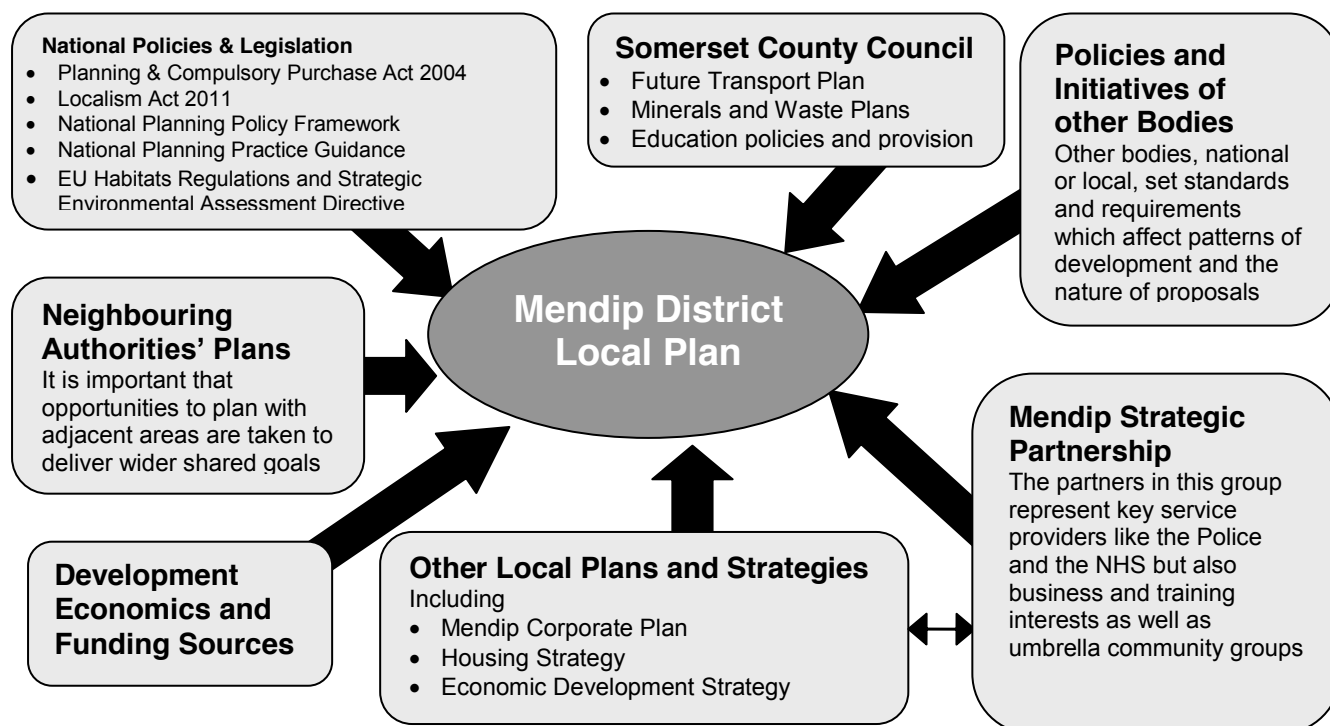 National Policies & Legislation
• Planning & Compulsory Purchase Act 2004
• Localism Act 2011
• National Planning Policy Framework
• National Planning Practice Guidance
• EU Habitats Regulations and Strategic
Environmental Assessment Directive
Somerset County Council
• Future Transport Plan
• Minerals and Waste Plans
• Education policies and provision
Policies and
Initiatives of
other Bodies
Other bodies, national
or local, set standards
and requirements
which affect patterns of
development and the
nature of proposals
Mendip District
Local Plan
Neighbouring
Authorities’ Plans
It is important that
opportunities to plan with
adjacent areas are taken to
deliver wider shared goals
Mendip Strategic
Partnership
The partners in this group
represent key service
providers like the Police
and the NHS but also
business and training
interests as well as
umbrella community groups
Development
Economics and
Funding Sources
Other Local Plans and Strategies
Including
• Mendip Corporate Plan
• Housing Strategy
• Economic Development Strategy